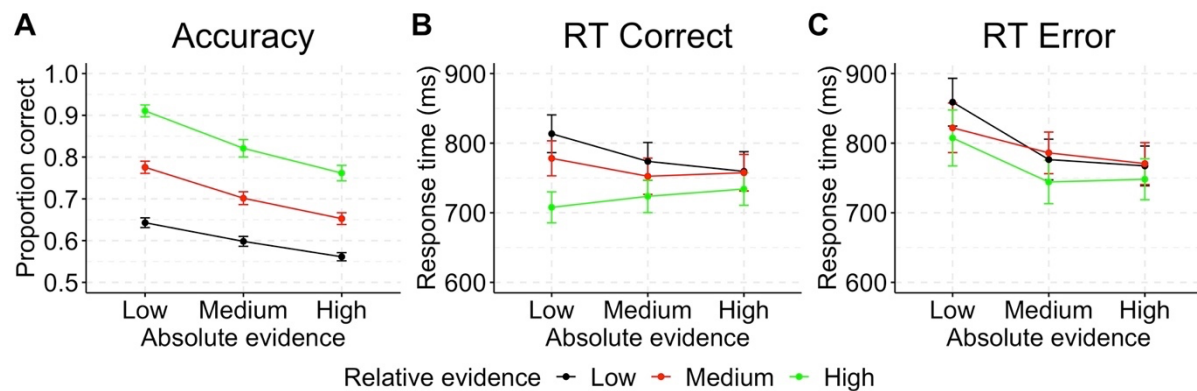 A Accuracy
Proportion correct
1.0
0.9
0.8
0.7
0.6
0.5
Low Medium High
Absolute evidence
B RT Correct
Response time (ms)
900
800
700
600
Low Medium High
Absolute evidence
C RT Error
Response time (ms)
900
800
700
600
Low Medium High
Absolute evidence
Relative evidence Low Medium High